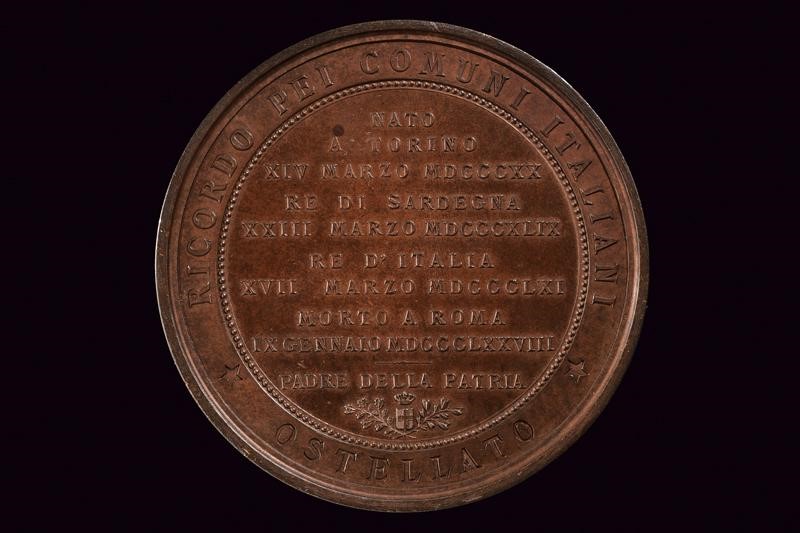 RICORDO PEI COMUNI ITALIANI
NATO
A TORINO
XIV MARZO MDCCCXX
RE DI SARDEGNA
XXIII MARZO MDCCCXLIX
RE D'ITALIA
XVII MARZO MDCCCLXI
MORTO A ROMA
IX GENNAIO MDCCCLXXVIII
PADRE DELLA PATRIA
OSTELLATO